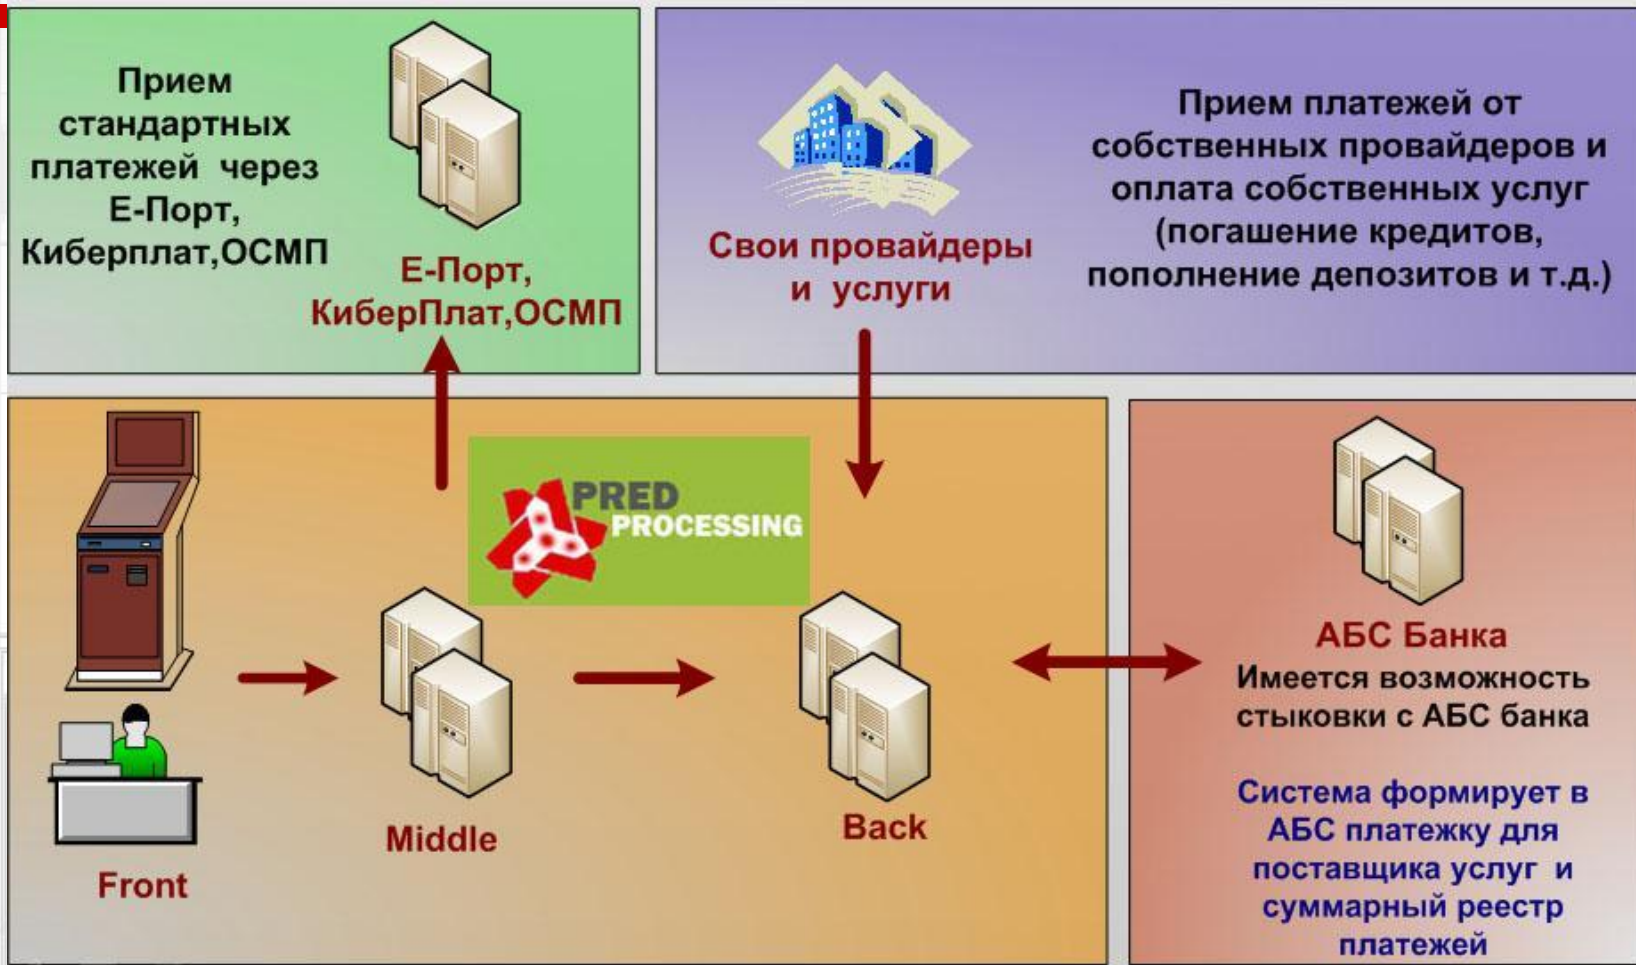 Прием
стандартных
платежей через
Е-Порт,
Киберплат,ОСМП
Е-Порт,
КиберПлат,ОСМП
Свои провайдеры
и услуги
Прием платежей от
собственных провайдеров и
оплата собственных услуг
(погашение кредитов,
пополнение депозитов и т.д.)
PRED
PROCESSING
Front
Middle
Back
АБС Банка
Имеется возможность
стыковки с АБС банка
Система формирует в
АБС платежку для
поставщика услуг и
суммарный реестр
платежей